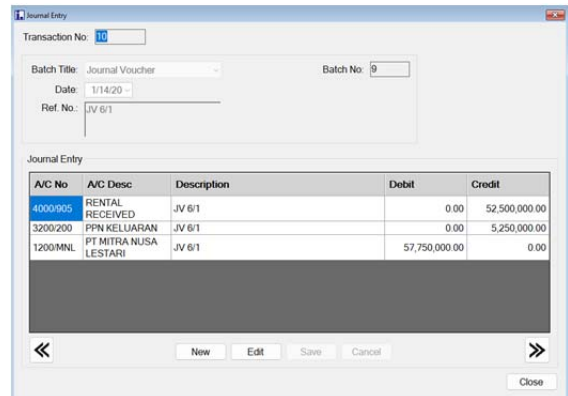 Journal Entry
Transaction No: 10
Batch Title: Journal Voucher
Batch No: 9
Date: 1/14/20
Ref. No.: JV 6/1
Journal Entry
A/C No A/C Desc Description Debit Credit
4000/905 RENTAL RECEIVED JV 6/1 0.00 52,500,000.00
3200/200 PPN KELUARAN JV 6/1 0.00 5,250,000.00
1200/MNL PT MITRA NUSA LESTARI JV 6/1 57,750,000.00 0.00
New Edit Save Cancel
Close